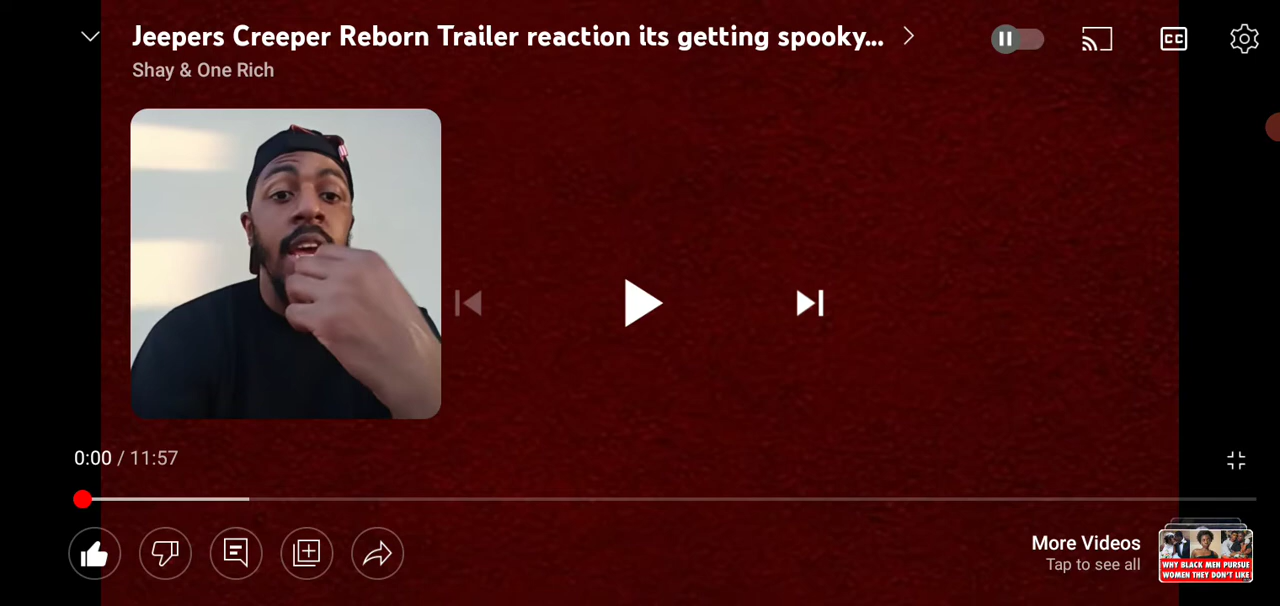 Jeepers Creeper Reborn Trailer reaction its getting spooky...
CC
Shay & One Rich
0:00 / 11:57
More Videos
Tap to see all
WHY BLACK MEN PURSUE
WOMEN THEY DON'T LIKE